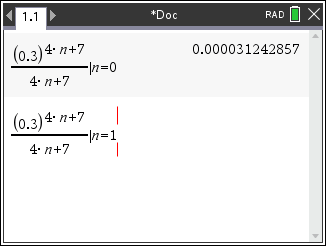 1.1 *Doc RAD
(0.3)^(4·n+7)/(4·n+7)|n=0 0.000031242857
(0.3)^(4·n+7)/(4·n+7)|n=1